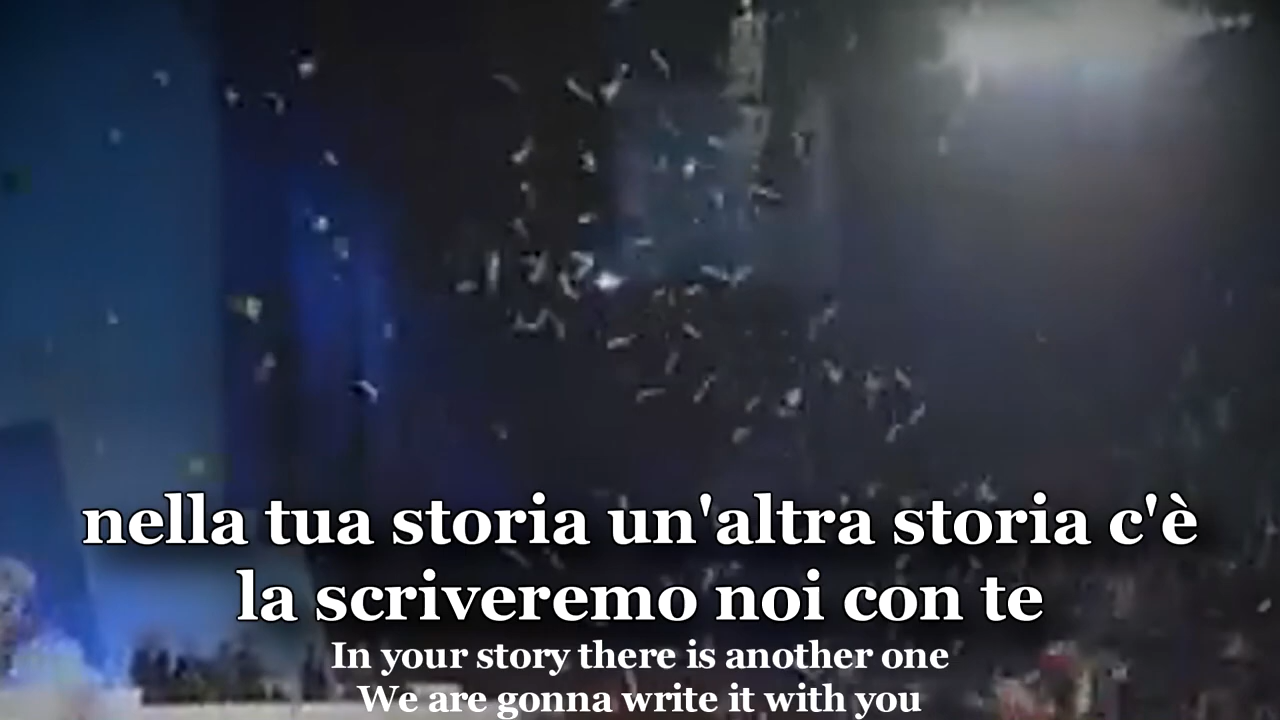 nella tua storia un'altra storia c'è
la scriveremo noi con te
In your story there is another one
We are gonna write it with you